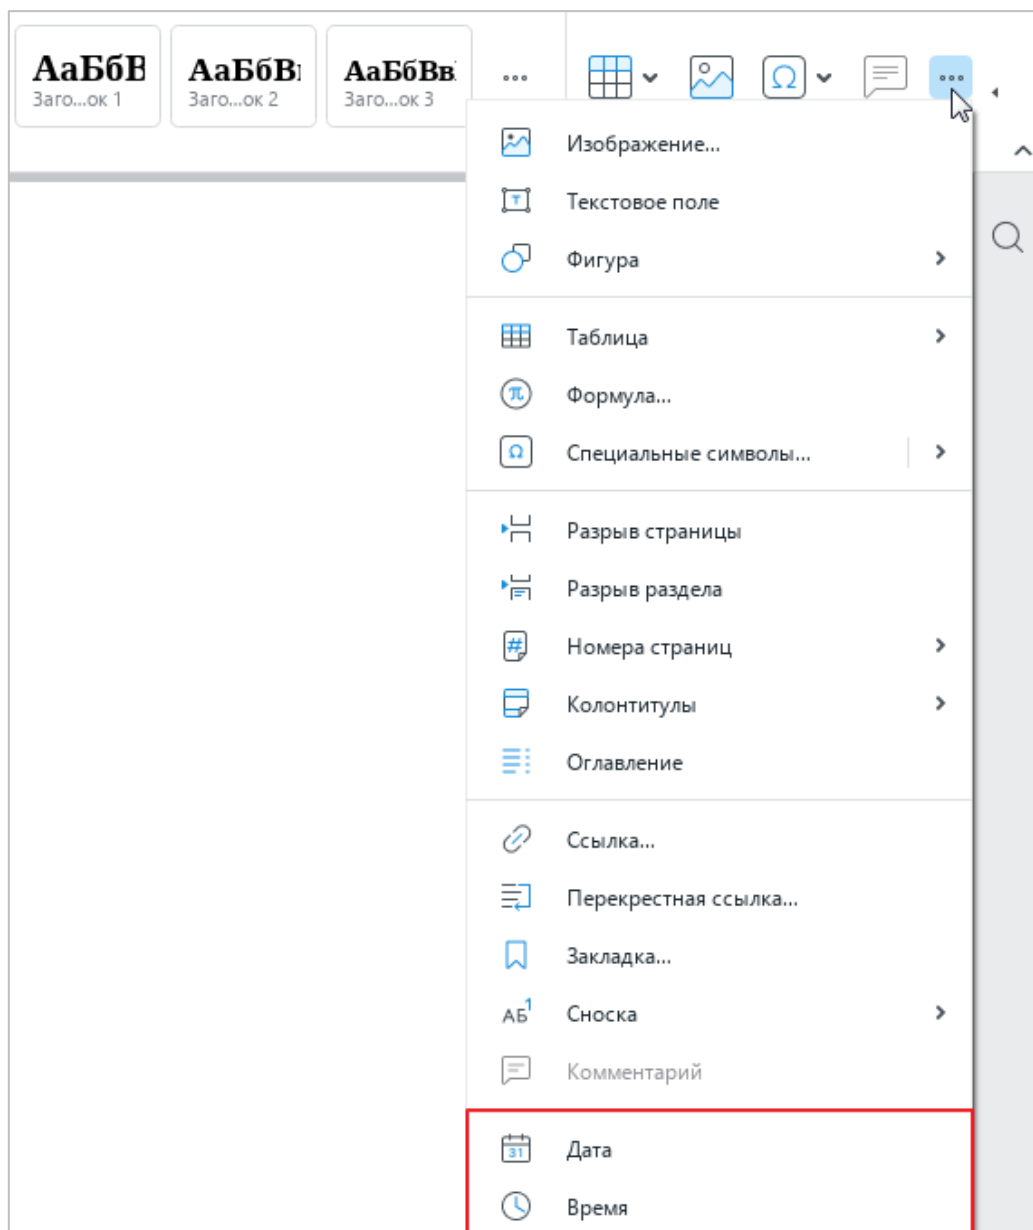 АаБбВ АаБбВ АаБбВв
Заго...ок 1 Заго...ок 2 Заго...ок 3
Изображение...
Текстовое поле
Фигура
Таблица
Формула...
Специальные символы...
Разрыв страницы
Разрыв раздела
Номера страниц
Колонтитулы
Оглавление
Ссылка...
Перекрестная ссылка...
Закладка...
АБ1 Сноска
Комментарий
31 Дата
Время